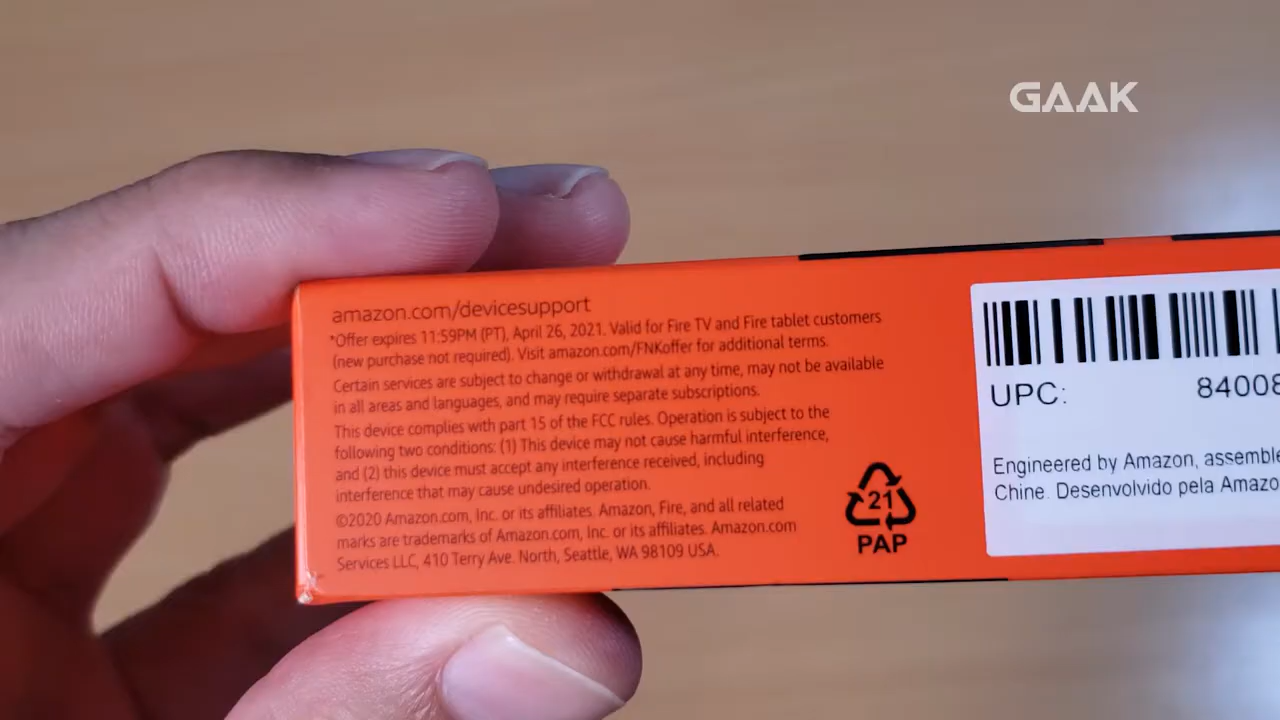 GAAK
amazon.com/devicesupport
*Offer expires 11:59PM (PT), April 26, 2021. Valid for Fire TV and Fire tablet customers
(new purchase not required). Visit amazon.com/FNKoffer for additional terms.
Certain services are subject to change or withdrawal at any time, may not be available
in all areas and languages, and may require separate subscriptions.
This device complies with part 15 of the FCC rules. Operation is subject to the
following two conditions: (1) This device may not cause harmful interference,
and (2) this device must accept any interference received, including
interference that may cause undesired operation.
©2020 Amazon.com, Inc. or its affiliates. Amazon, Fire, and all related
marks are trademarks of Amazon.com, Inc. or its affiliates. Amazon.com
Services LLC, 410 Terry Ave. North, Seattle, WA 98109 USA.
21
PAP
UPC: 84008
Engineered by Amazon, assemble
Chine. Desenvolvido pela Amazo